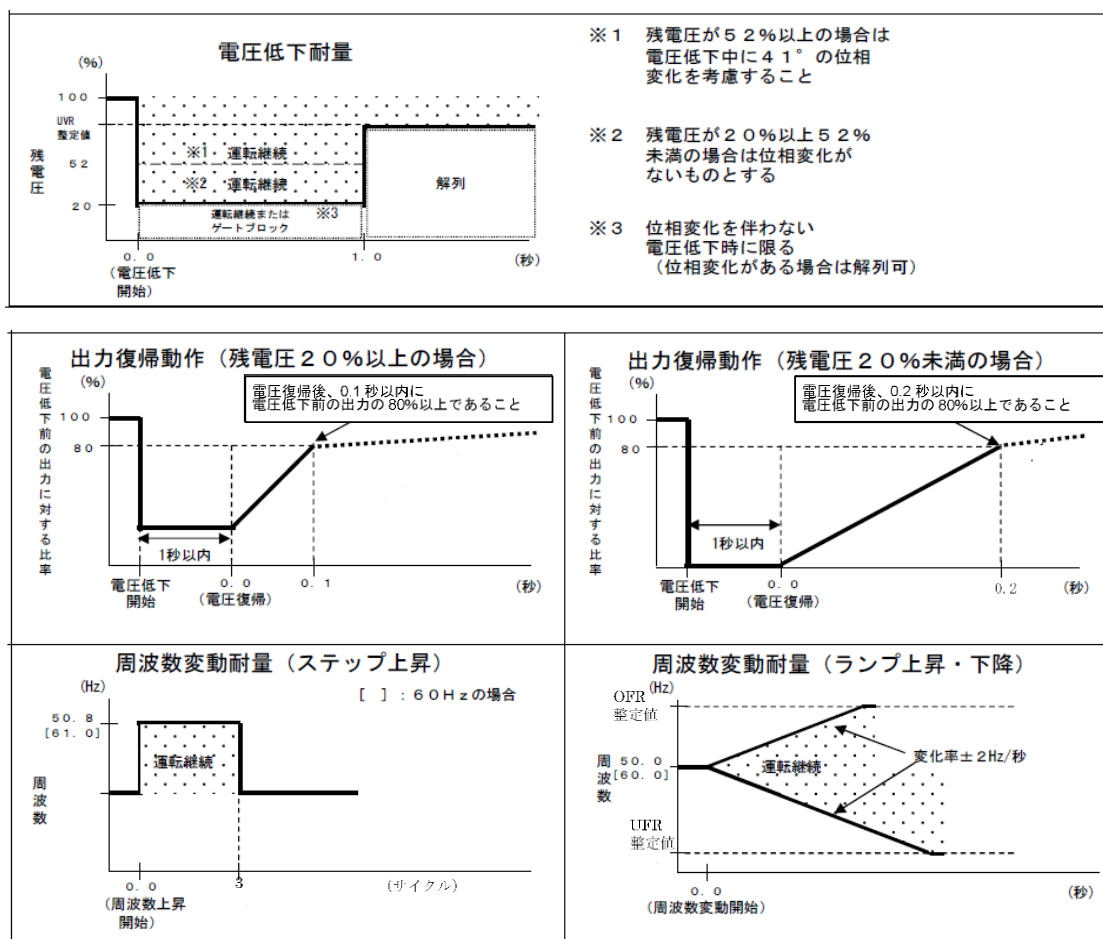 電圧低下耐量
(%)
100
UVR
整定値
残電圧
52
20
※1 運転継続
※2 運転継続
運転継続または ※3
ゲートブロック
解列
0.0
(電圧低下
開始)
1.0
(秒)
※1 残電圧が52%以上の場合は
電圧低下中に41°の位相
変化を考慮すること
※2 残電圧が20%以上52%
未満の場合は位相変化が
ないものとする
※3 位相変化を伴わない
電圧低下時に限る
(位相変化がある場合は解列可)
出力復帰動作(残電圧20%以上の場合)
電圧低下前の出力に対する比率
(%)
電圧復帰後、0.1秒以内に
電圧低下前の出力の80%以上であること
100
80
1秒以内
電圧低下
開始
0.0
(電圧復帰)
0.1
(秒)
出力復帰動作(残電圧20%未満の場合)
電圧低下前の出力に対する比率
(%)
電圧復帰後、0.2秒以内に
電圧低下前の出力の80%以上であること
100
80
1秒以内
電圧低下
開始
0.0
(電圧復帰)
0.2
(秒)
周波数変動耐量(ステップ上昇)
(Hz)
[ ]:60Hzの場合
50.8
[61.0]
運転継続
周波数
0.0
(周波数上昇
開始)
3
(サイクル)
周波数変動耐量(ランプ上昇・下降)
(Hz)
OFR
整定値
変化率±2Hz/秒
周波数
50.0
[60.0]
運転継続
UFR
整定値
0.0
(周波数変動開始)
(秒)